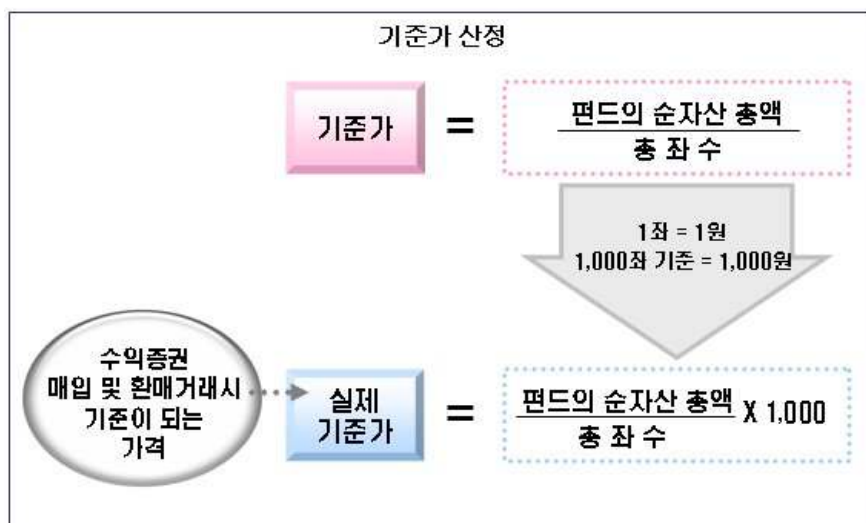 기준가 산정
기준가 = 펀드의 순자산 총액
총 좌 수
1좌 = 1원
1,000좌 기준 = 1,000원
수익증권
매입 및 환매거래시
기준이 되는
가격
실제
기준가
= 펀드의 순자산 총액 X 1,000
총 좌 수